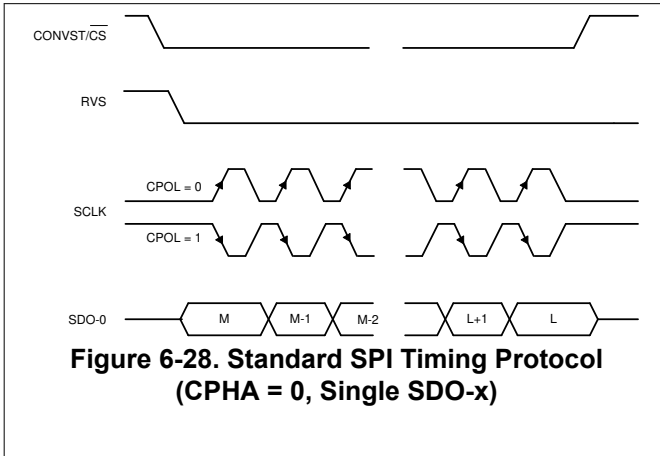 CONVST/CS
RVS
CPOL = 0
SCLK
CPOL = 1
SDO-0 M M-1 M-2 L+1 L
Figure 6-28. Standard SPI Timing Protocol
(CPHA = 0, Single SDO-x)